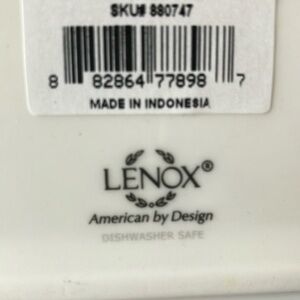 SKU# 880747
8 82864 77898 7
MADE IN INDONESIA
LENOX®
American by Design
DISHWASHER SAFE